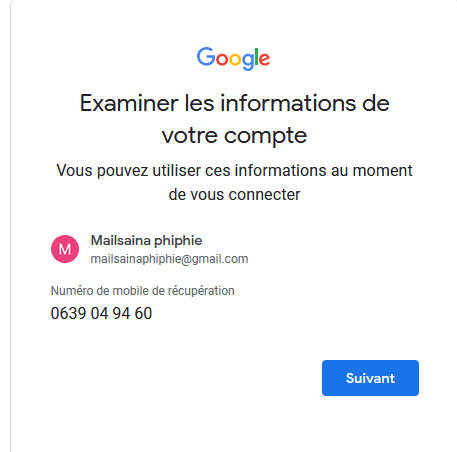 Google
Examiner les informations de
votre compte
Vous pouvez utiliser ces informations au moment
de vous connecter
M
Mailsaina phiphie
mailsainaphiphie@gmail.com
Numéro de mobile de récupération
0639 04 94 60
Suivant